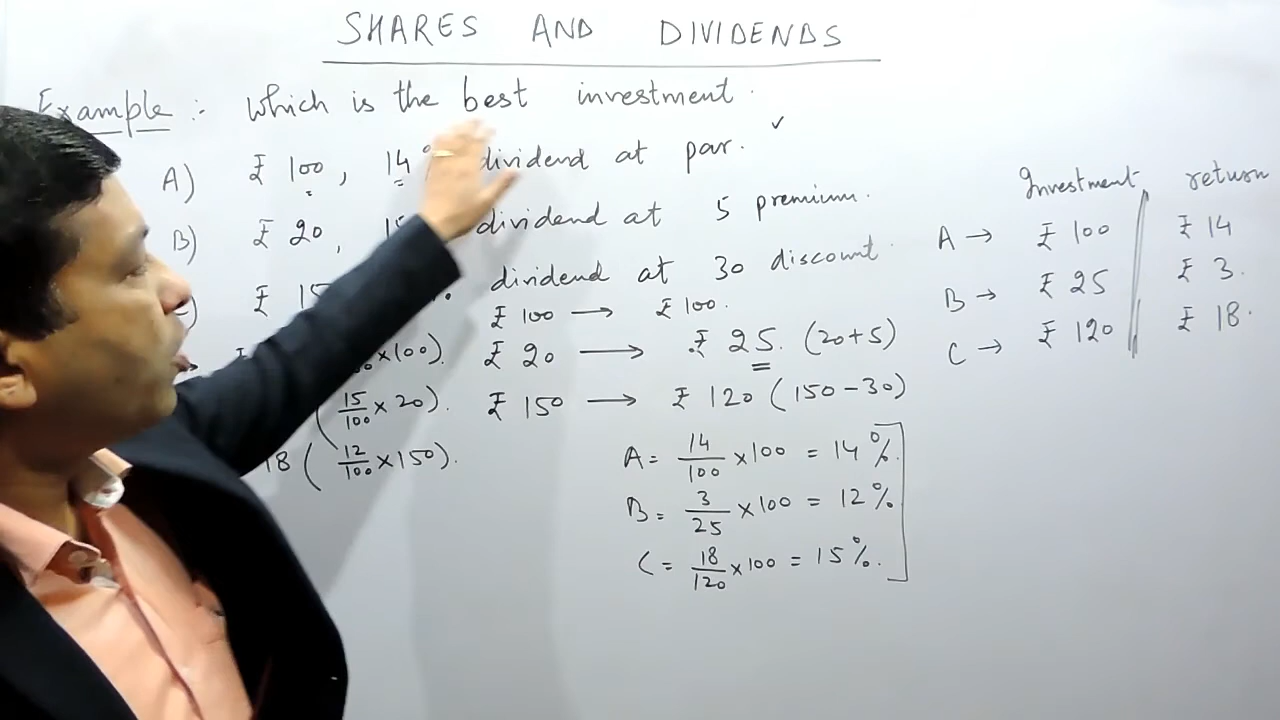 SHARES AND DIVIDENDS
Example :- Which is the best investment.
A) ₹ 100, 14% dividend at par. ✓
B) ₹ 20, 15 dividend at 5 premium.
₹ 15 dividend at 30 discount
₹ 100 → ₹ 100.
×100). ₹ 20 → ₹ 25. (20+5)
(15/100 × 20). ₹ 150 → ₹ 120 (150-30)
18 (12/100 ×150).
A = 14/100 ×100 = 14%.
B = 3/25 ×100 = 12%
C = 18/120 ×100 = 15%.
Investment return
A → ₹ 100 ₹ 14
B → ₹ 25 ₹ 3.
C → ₹ 120 ₹ 18.